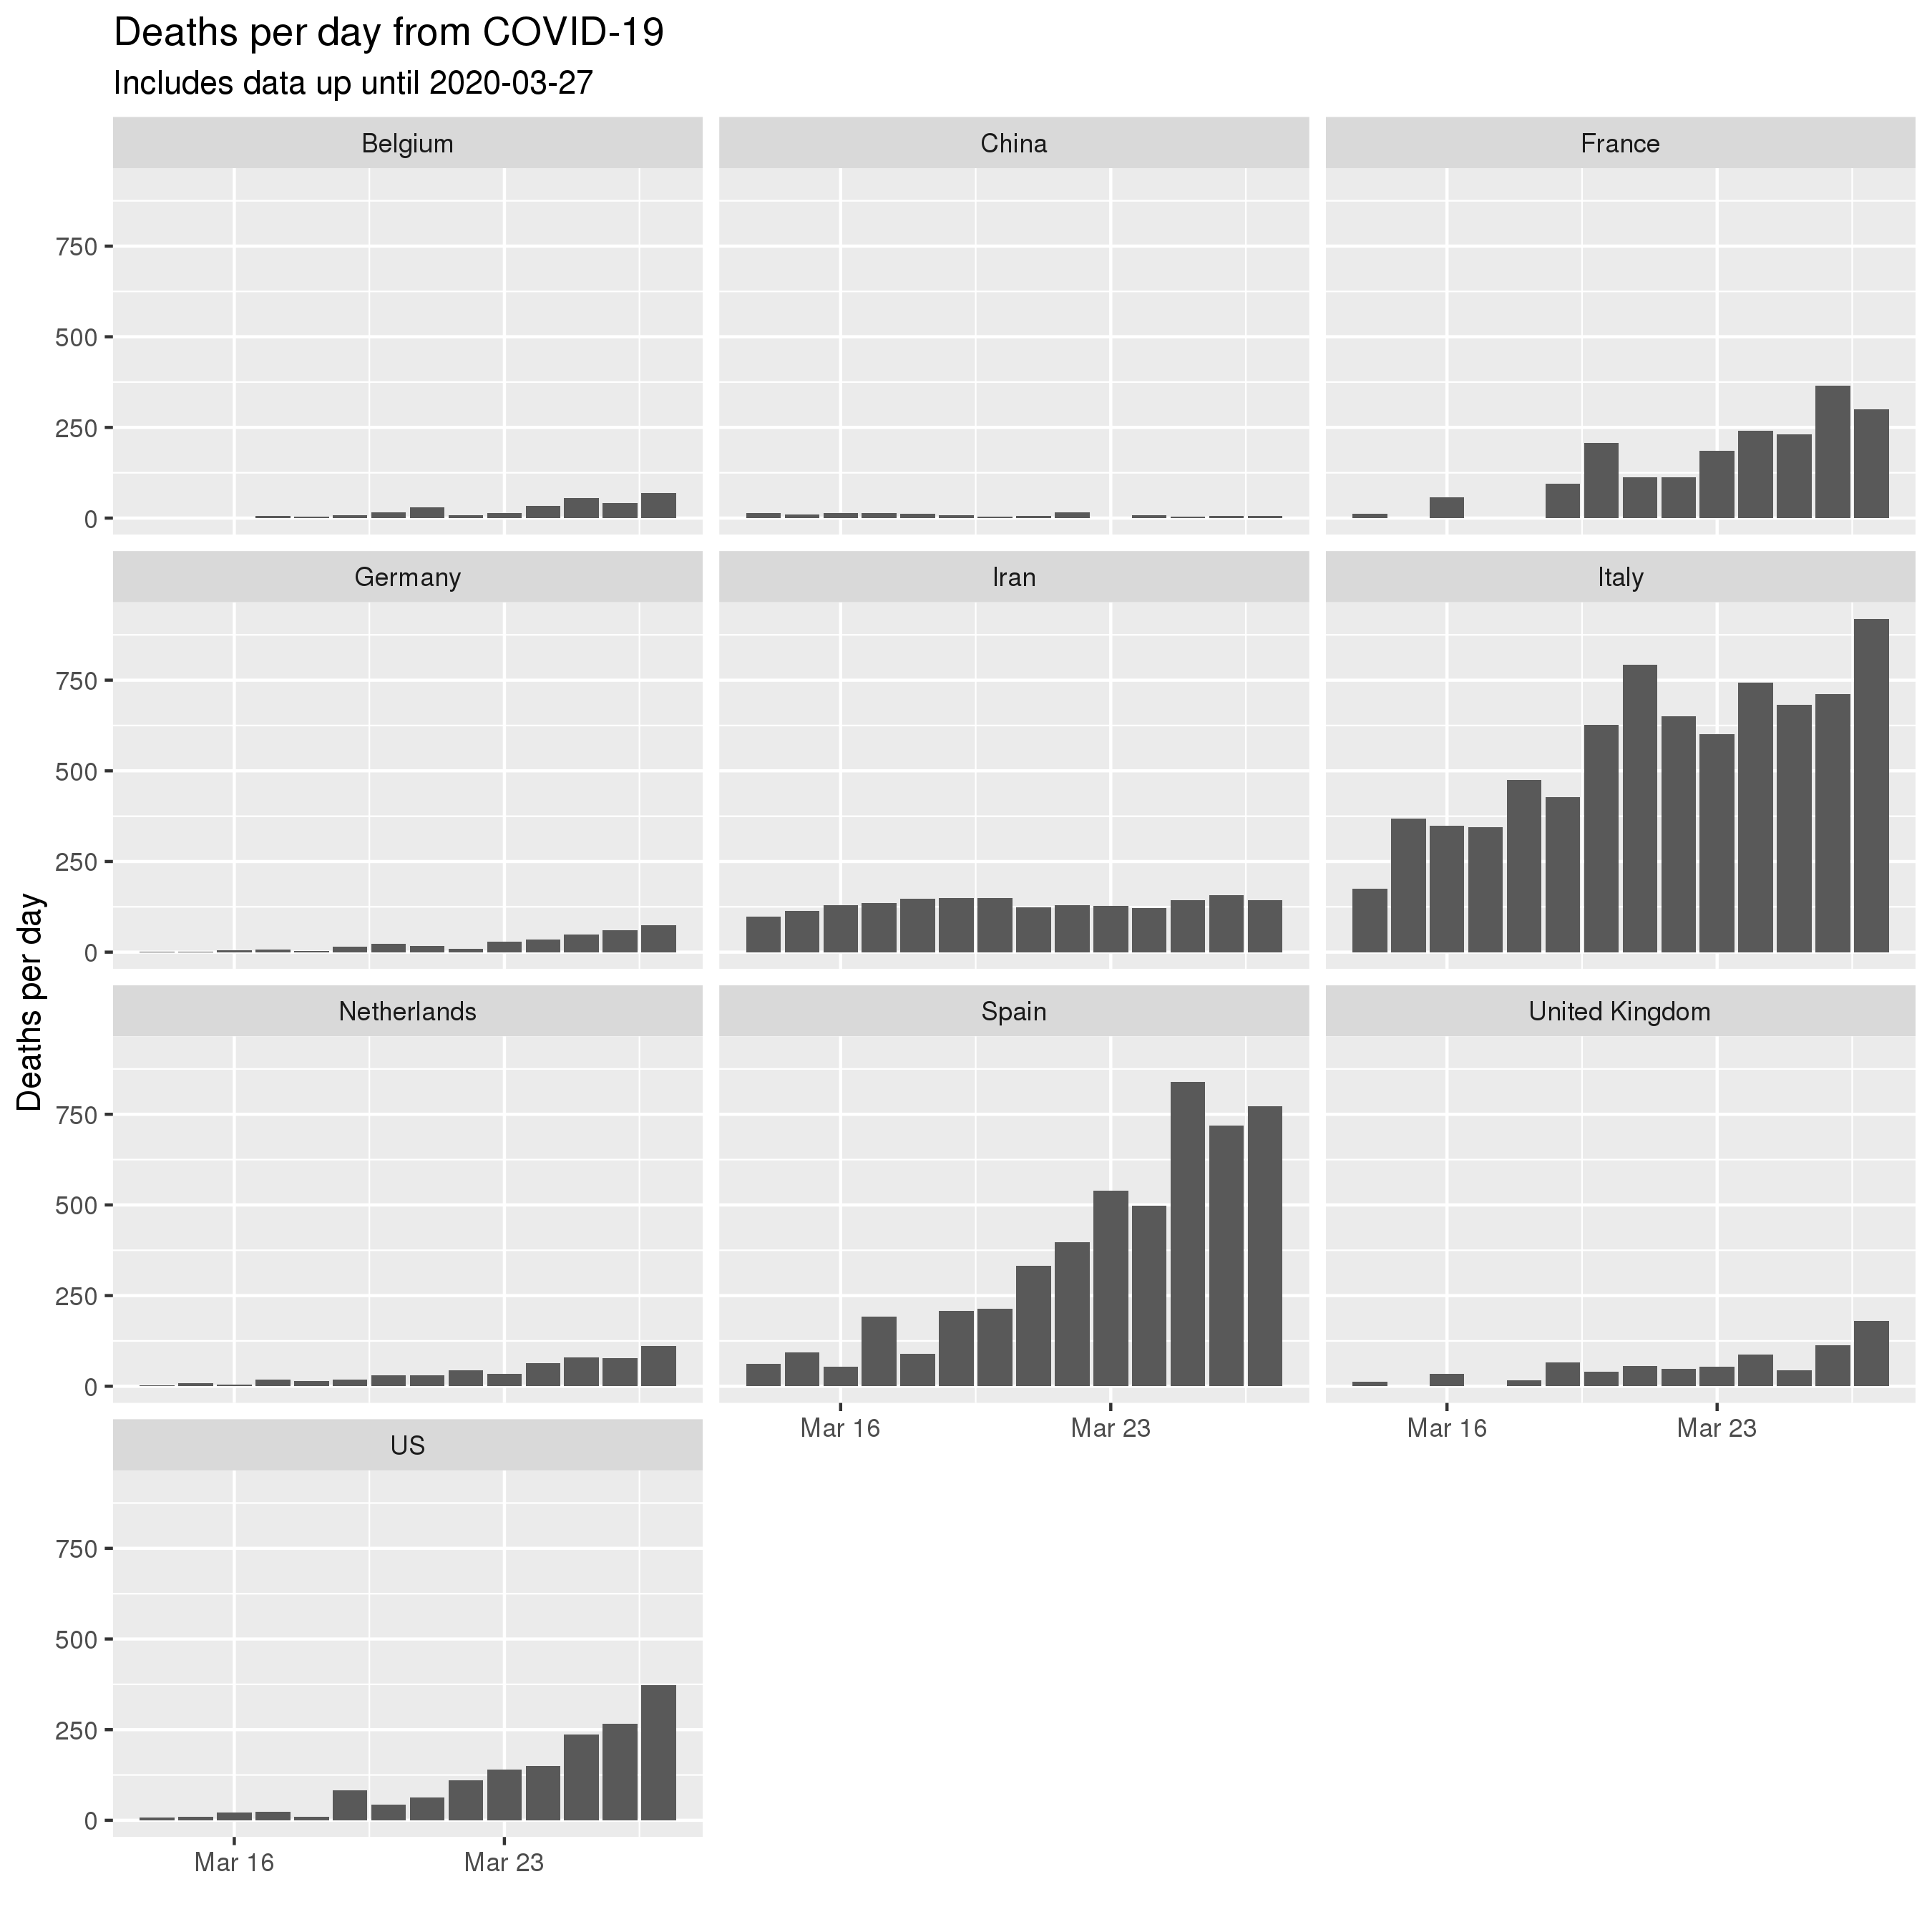 Deaths per day from COVID-19
Includes data up until 2020-03-27
Belgium
China
France
750
500
250
0
Germany
Iran
Italy
750
500
250
0
Deaths per day
Netherlands
Spain
United Kingdom
750
500
250
0
Mar 16
Mar 23
Mar 16
Mar 23
US
750
500
250
0
Mar 16
Mar 23